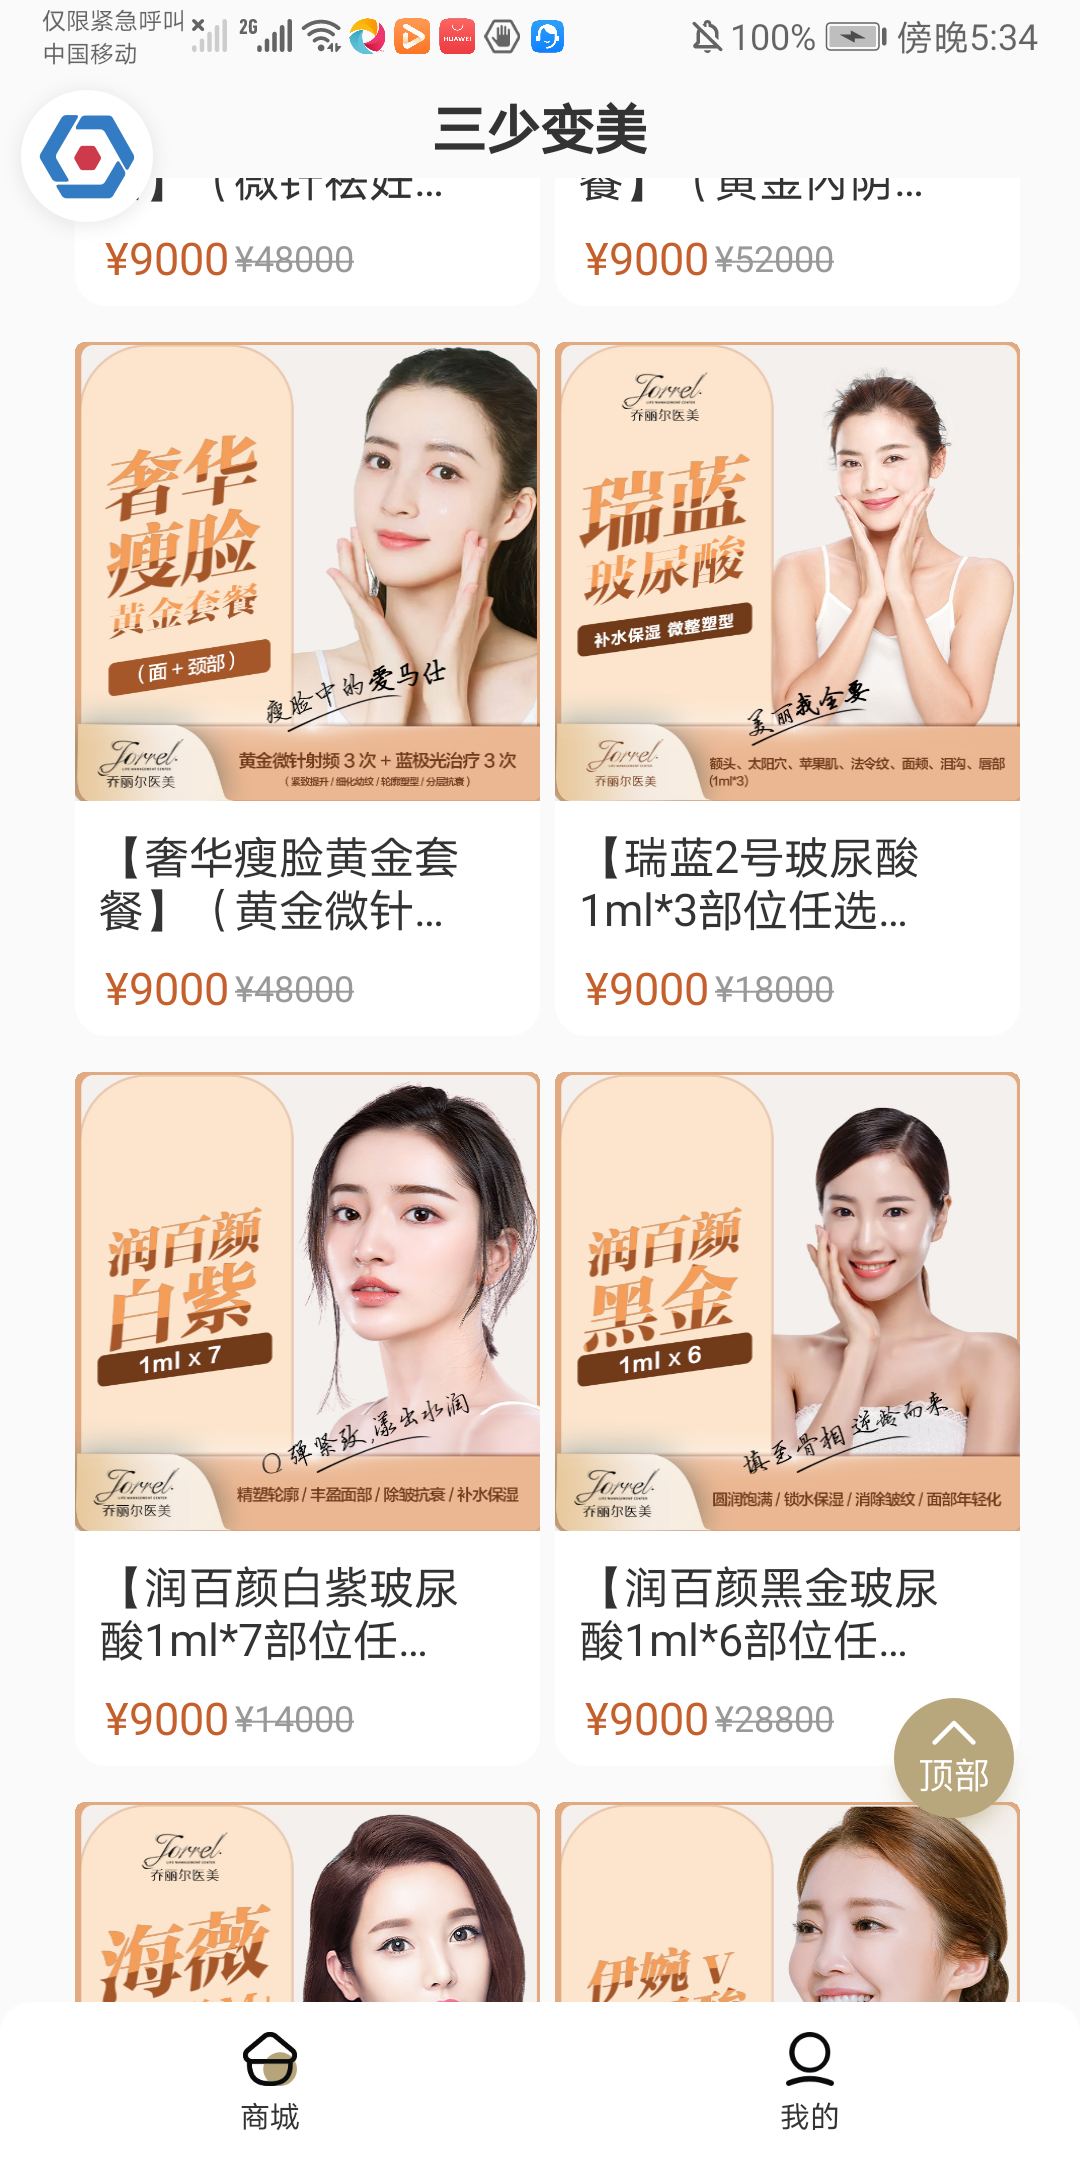 仅限紧急呼叫
中国移动
2G
HUAWEI
100%
傍晚5:34
三少变美
】（微针祛妊...
餐】（黄金内阴...
¥9000 ¥48000
¥9000 ¥52000
奢华
瘦脸
黄金套餐
（面+颈部）
瘦脸中的爱马仕
Jorrel
乔丽尔医美
黄金微针射频 3 次 + 蓝极光治疗 3 次
（紧致提升 / 细化幼纹 / 轮廓塑型 / 分层抗衰）
Jorrel
LIFE MANAGEMENT CENTER
乔丽尔医美
瑞蓝
玻尿酸
补水保湿 微整塑型
美丽我全要
Jorrel
乔丽尔医美
额头、太阳穴、苹果肌、法令纹、面颊、泪沟、唇部
(1ml*3)
【奢华瘦脸黄金套
餐】（黄金微针...
¥9000 ¥48000
【瑞蓝2号玻尿酸
1ml*3部位任选...
¥9000 ¥18000
润百颜
白紫
1ml x 7
Q弹紧致,漾出水润
Jorrel
乔丽尔医美
精塑轮廓 / 丰盈面部 / 除皱抗衰 / 补水保湿
润百颜
黑金
1ml x 6
填至骨相 逆龄而来
Jorrel
乔丽尔医美
圆润饱满 / 锁水保湿 / 消除皱纹 / 面部年轻化
【润百颜白紫玻尿
酸1ml*7部位任...
¥9000 ¥14000
【润百颜黑金玻尿
酸1ml*6部位任...
¥9000 ¥28800
顶部
Jorrel
LIFE MANAGEMENT CENTER
乔丽尔医美
海薇
伊婉 V
商城
我的